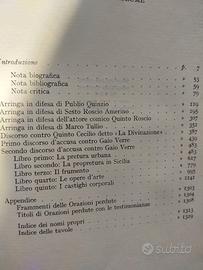 Introduzione p. 7
Nota biografica » 53
Nota bibliografica » 59
Nota critica » 79
Arringa in difesa di Publio Quinzio
Arringa in difesa di Sesto Roscio Amerino
Arringa in difesa dell'attore comico Quinto Roscio
Arringa in difesa di Marco Tullio
Discorso contro Quinto Cecilio detto «La Divinazione»
Primo discorso d'accusa contro Gaio Verre
Secondo discorso d'accusa contro Gaio Verre
Libro primo: La pretura urbana
Libro secondo: La propretura in Sicilia
Libro terzo: Il frumento
Libro quarto: Le opere d'arte
Libro quinto: I castighi corporali
Appendice
Frammenti delle Orazioni perdute
Titoli di Orazioni perdute con le testimonianze
Indice dei nomi propri
Indice delle tavole
Subito